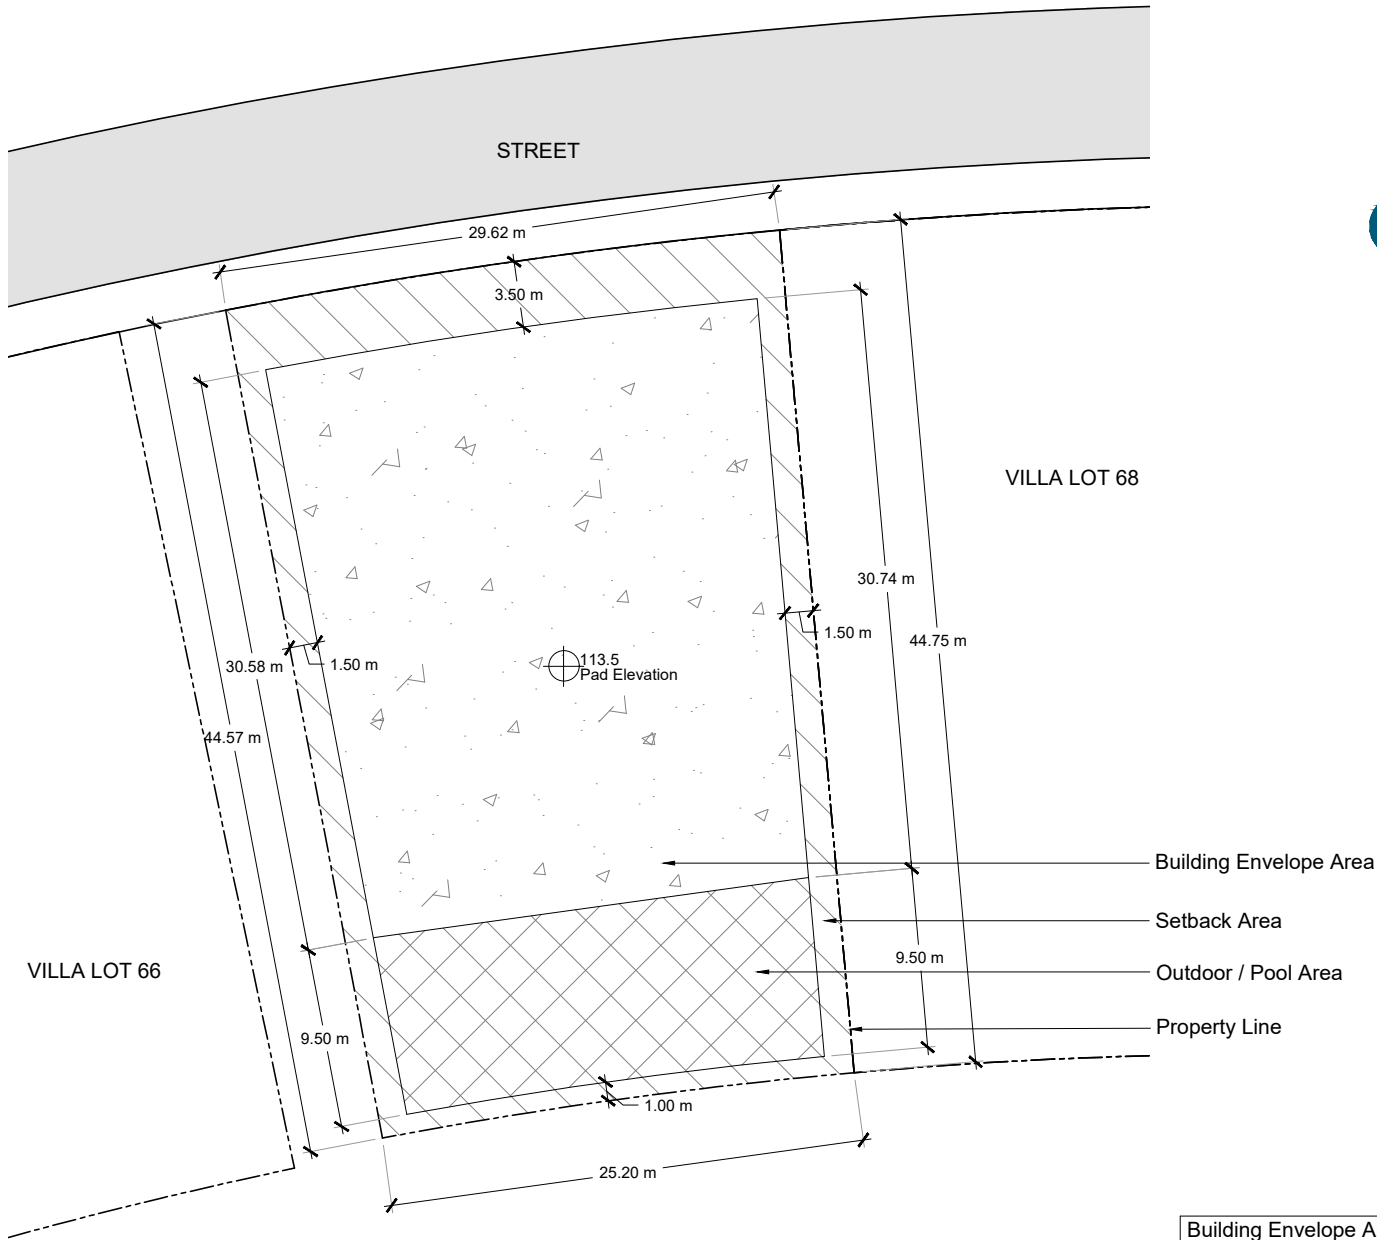 STREET
29.62 m
3.50 m
VILLA LOT 68
30.74 m
1.50 m
44.75 m
30.58 m
1.50 m
113.5
Pad Elevation
44.57 m
Building Envelope Area
Setback Area
9.50 m
VILLA LOT 66
Outdoor / Pool Area
Property Line
9.50 m
1.00 m
25.20 m
Building Envelope A